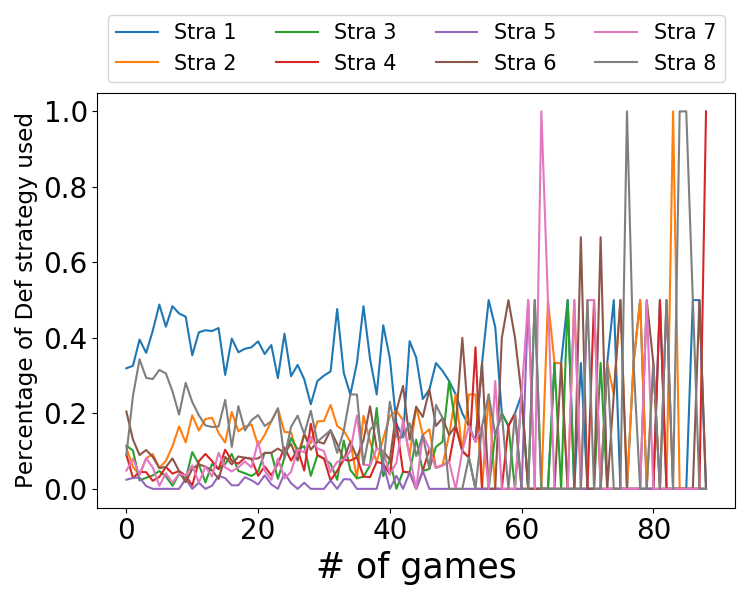 Stra 1 Stra 3 Stra 5 Stra 7
Stra 2 Stra 4 Stra 6 Stra 8
Percentage of Def strategy used
1.0
0.8
0.6
0.4
0.2
0.0
0 20 40 60 80
# of games